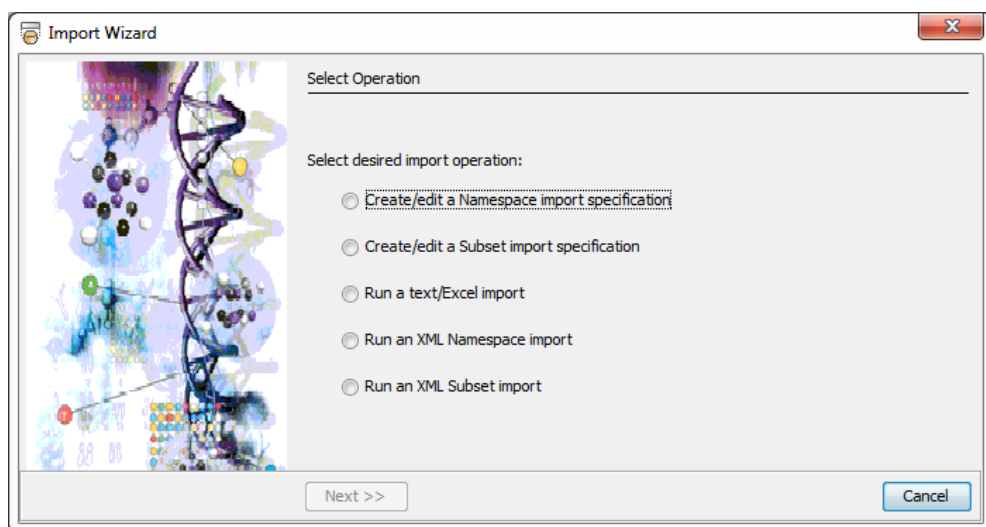 Import Wizard
Select Operation
Select desired import operation:
Create/edit a Namespace import specification
Create/edit a Subset import specification
Run a text/Excel import
Run an XML Namespace import
Run an XML Subset import
Next >>
Cancel